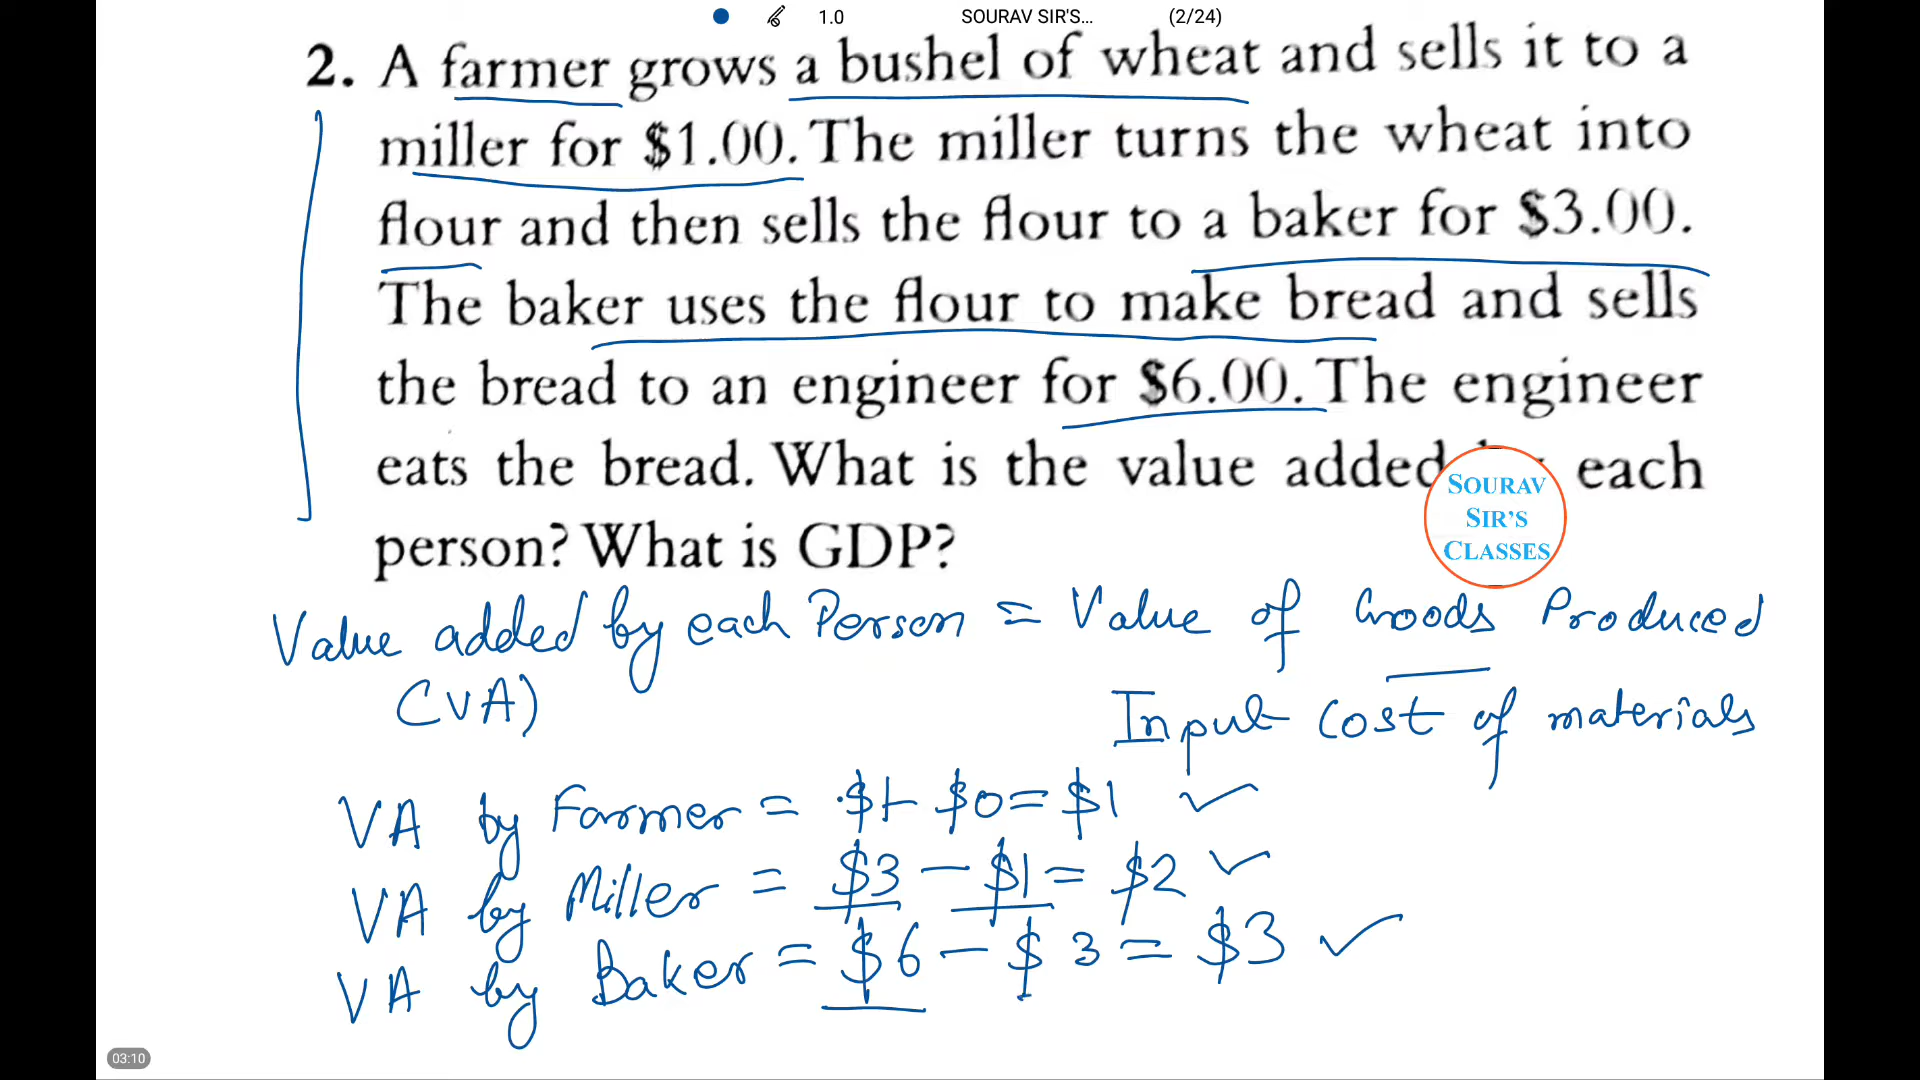 1.0 SOURAV SIR'S... (2/24)
2. A farmer grows a bushel of wheat and sells it to a
miller for $1.00. The miller turns the wheat into
flour and then sells the flour to a baker for $3.00.
The baker uses the flour to make bread and sells
the bread to an engineer for $6.00. The engineer
eats the bread. What is the value added each
person? What is GDP?
SOURAV
SIR'S
CLASSES
Value added by each Person = Value of Goods Produced
(VA) —
Input cost of materials
VA by Farmer = $1 - $0 = $1 ✓
VA by Miller = $3 - $1 = $2 ✓
VA by Baker = $6 - $3 = $3 ✓
03:10